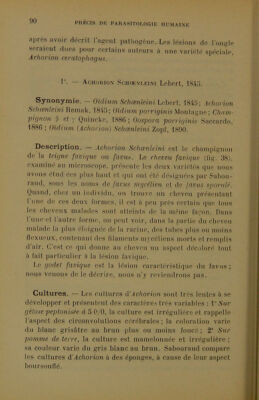 90 PRÉCIS DE PARASITOLOGIE HUMAINE
après avoir décrit l'agent pathogène. Les lésions de l'ongle
seraient dues pour certains auteurs à une variété spéciale,
Achorion ceratophagus.
1°. — ACHORION SCHŒNLEINI Lebert, 1845.
Synonymie. — Oidium Schœnleini Lebert, 1845; Achorion
Schœnleini Remak, 1845; Oidium porriginis Montagne; Cham-
pignon β et γ Quincke, 1886; Oospora porriginis Saccardo,
1886; Oidium (Achorion) Schœnleini Zopf, 1890.
Description. — Achorion Schœnleini est le champignon
de la teigne faveuse ou favus. Le cheveu favique (fig. 38),
examiné au microscope, présente les deux variétés que nous
avons étudiées plus haut et qui ont été désignées par Sabou-
raud, sous les noms de favus mycélien et de favus sporulé.
Quand, chez un individu, on trouve un cheveu présentant
l'une de ces deux formes, il est à peu près certain que tous
les cheveux malades sont atteints de la même façon. Dans
l'une et l'autre forme, on peut voir, dans la partie du cheveu
malade la plus éloignée de la racine, des tubes plus ou moins
flexueux, contenant des filaments mycéliens morts et remplis
d'air. C'est ce qui donne au cheveu un aspect décoloré tout
à fait particulier à la lésion favique.
Le godet favique est la lésion caractéristique du favus;
nous venons de le décrire, nous n'y reviendrons pas.
Cultures. — Les cultures d'Achorion sont très lentes à se
développer et présentent des caractères très variables : 1° Sur
gélose peptonisée à 5 0/0, la culture est irrégulière et rappelle
l'aspect des circonvolutions cérébrales; la coloration varie
du blanc grisâtre au brun plus ou moins foncé; 2° Sur
pomme de terre, la culture est mamelonnée et irrégulière;
sa couleur varie du gris blanc au brun. Sabouraud compare
les cultures d'Achorion à des éponges, à cause de leur aspect
boursouflé.